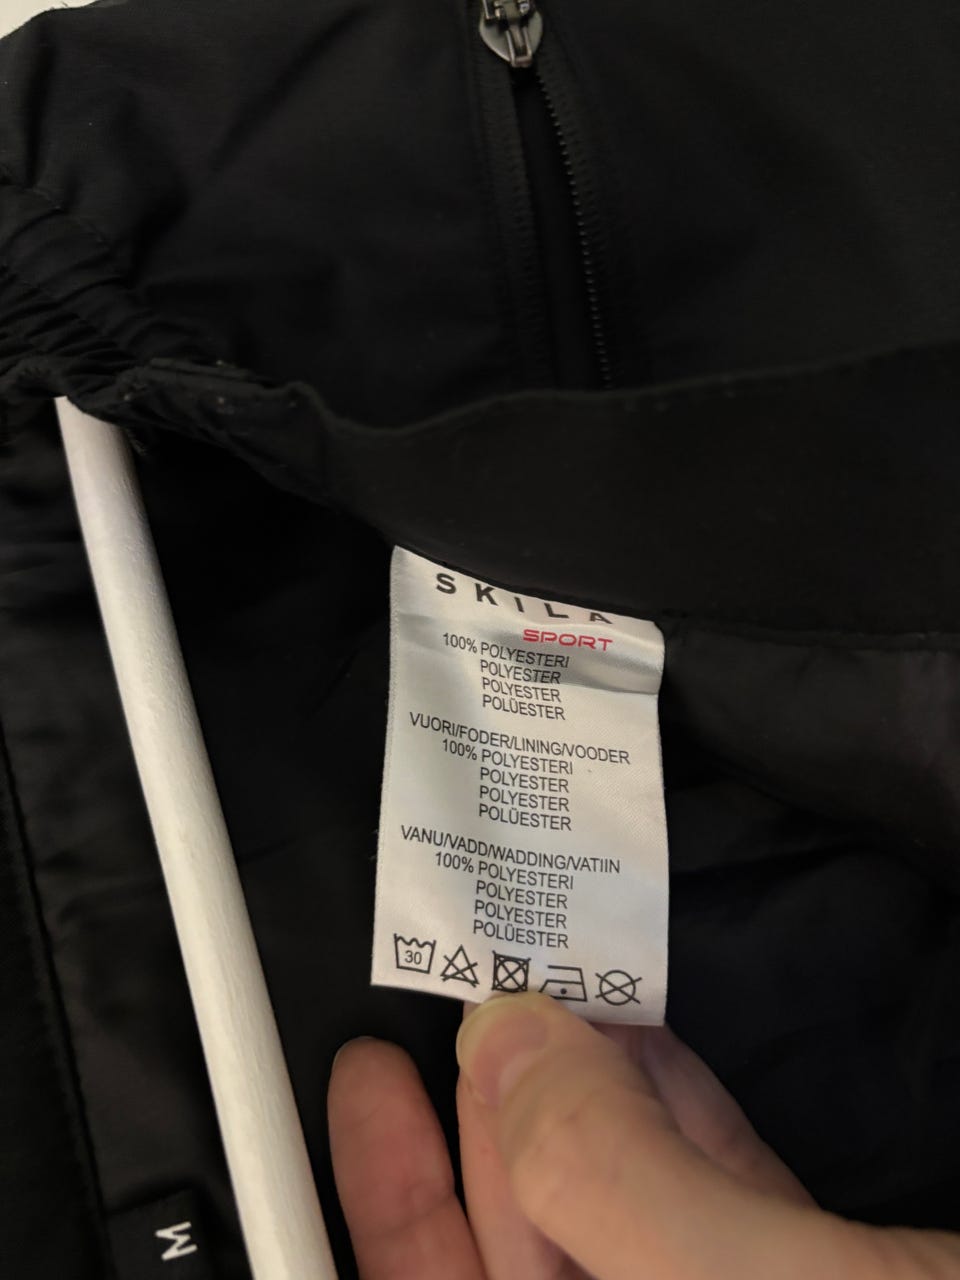 SKILA
SPORT
100% POLYESTERI
POLYESTER
POLYESTER
POLÜESTER
VUORI/FODER/LINING/VOODER
100% POLYESTERI
POLYESTER
POLYESTER
POLÜESTER
VANU/VADD/WADDING/VATIIN
100% POLYESTERI
POLYESTER
POLYESTER
POLÜESTER
30
M